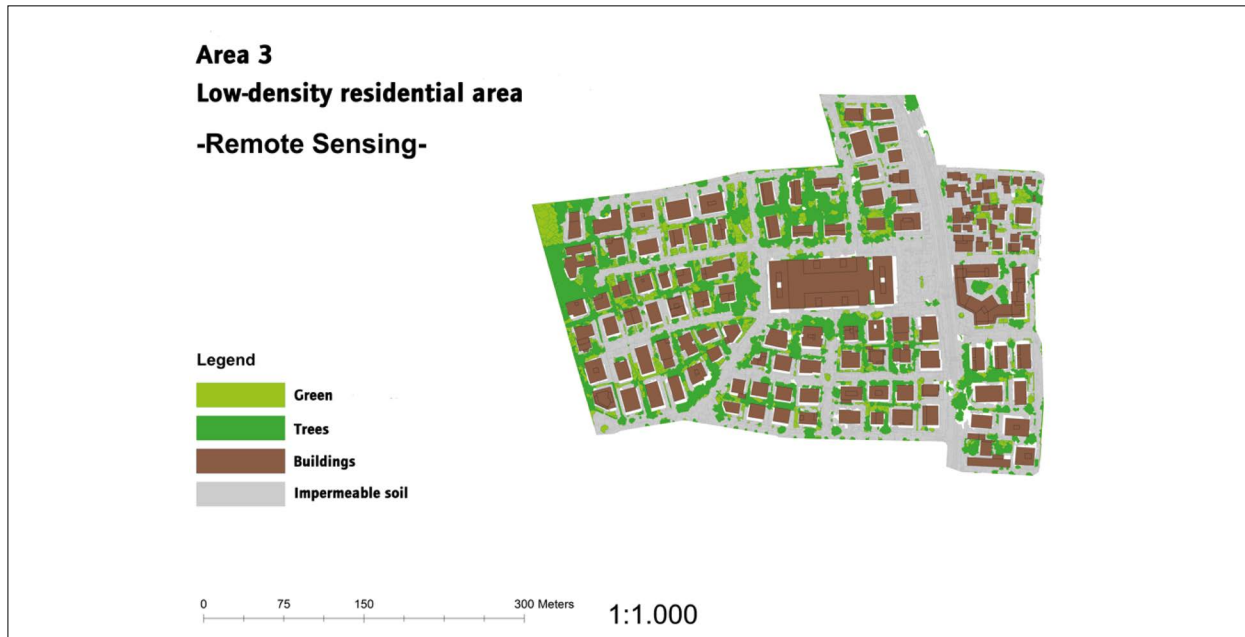 Area 3
Low-density residential area
-Remote Sensing-
Legend
Green
Trees
Buildings
Impermeable soil
0 75 150 300 Meters
1:1.000